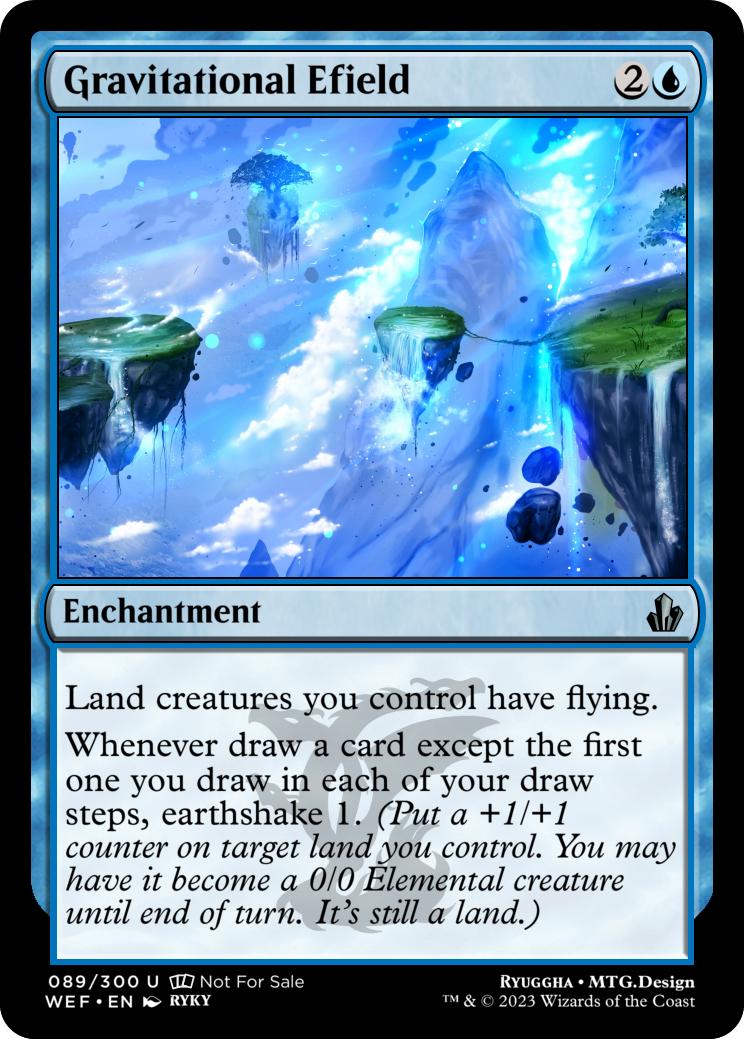 Gravitational Efield 2
Enchantment
Land creatures you control have flying.
Whenever draw a card except the first
one you draw in each of your draw
steps, earthshake 1. (Put a +1/+1
counter on target land you control. You may
have it become a 0/0 Elemental creature
until end of turn. It's still a land.)
089/300 U Not For Sale
WEF • EN RYKY
Ryuggha • MTG.Design
™ & © 2023 Wizards of the Coast